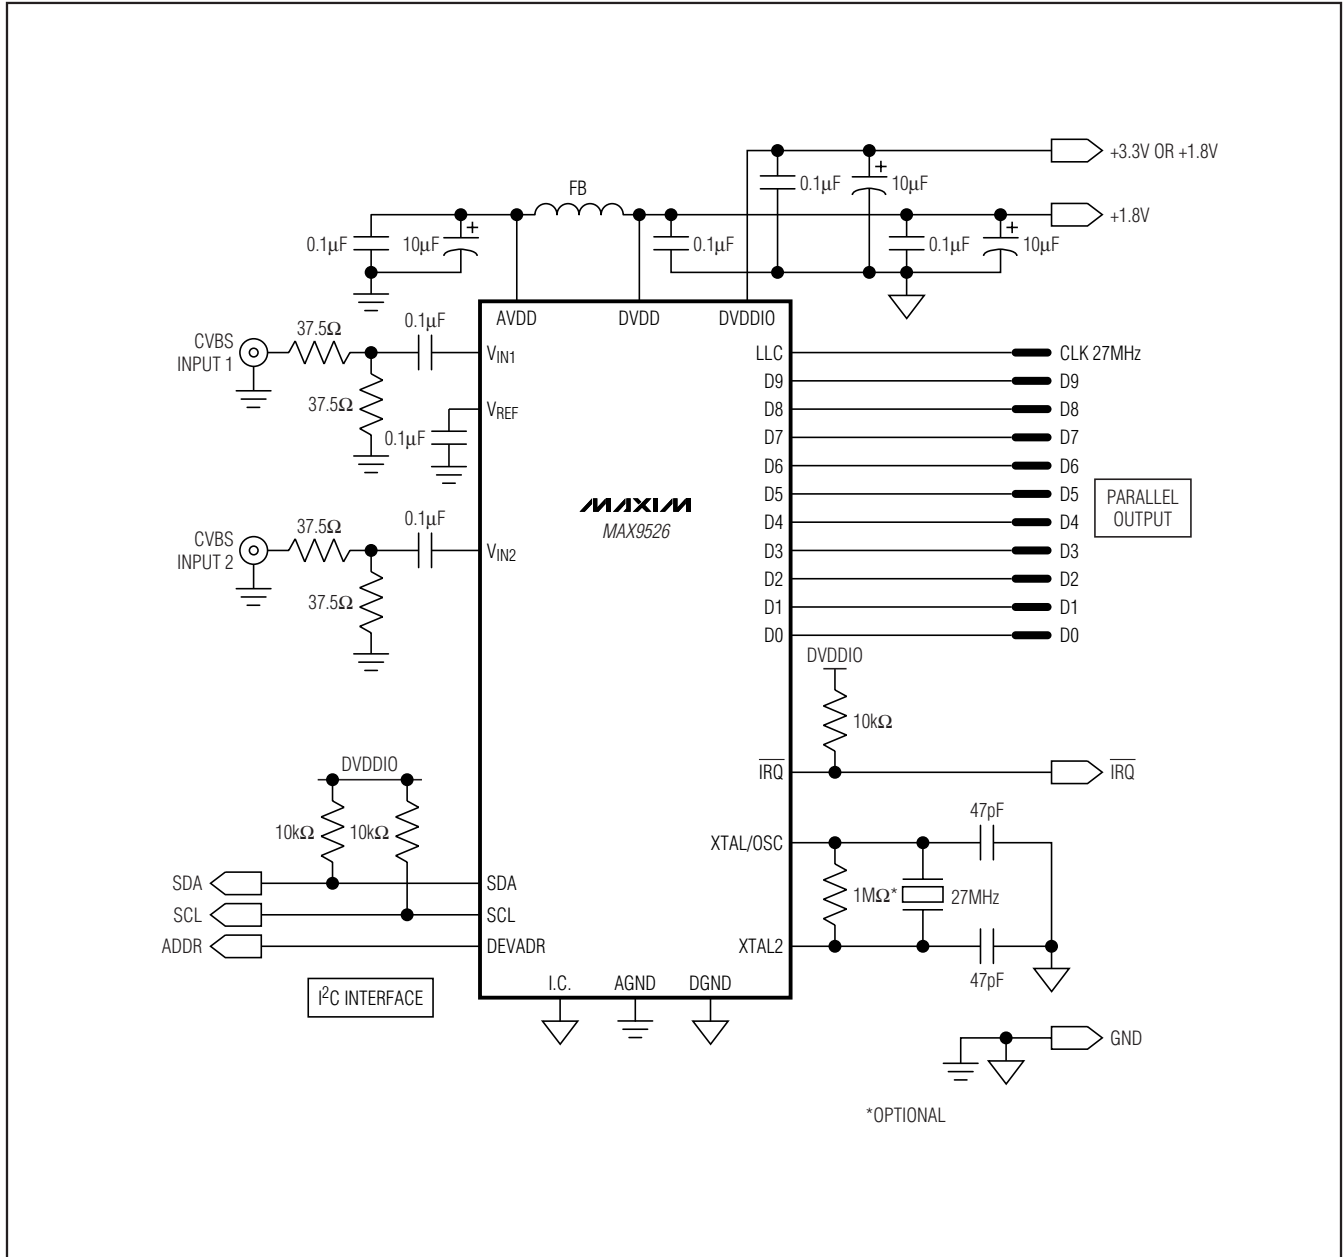 +3.3V OR +1.8V
0.1µF
10µF
+
FB
+1.8V
0.1µF
10µF
+
0.1µF
0.1µF
10µF
+
AVDD
DVDD
DVDDIO
CVBS
INPUT 1
37.5Ω
0.1µF
VIN1
37.5Ω
0.1µF
VREF
CVBS
INPUT 2
37.5Ω
0.1µF
VIN2
37.5Ω
MAXIM
MAX9526
LLC
CLK 27MHz
D9
D9
D8
D8
D7
D7
D6
D6
D5
D5
D4
D4
D3
D3
D2
D2
D1
D1
D0
D0
PARALLEL
OUTPUT
DVDDIO
10kΩ
IRQ
IRQ
DVDDIO
10kΩ
10kΩ
SDA
SDA
SCL
SCL
ADDR
DEVADR
I²C INTERFACE
XTAL/OSC
47pF
1MΩ*
27MHz
XTAL2
47pF
I.C.
AGND
DGND
GND
*OPTIONAL